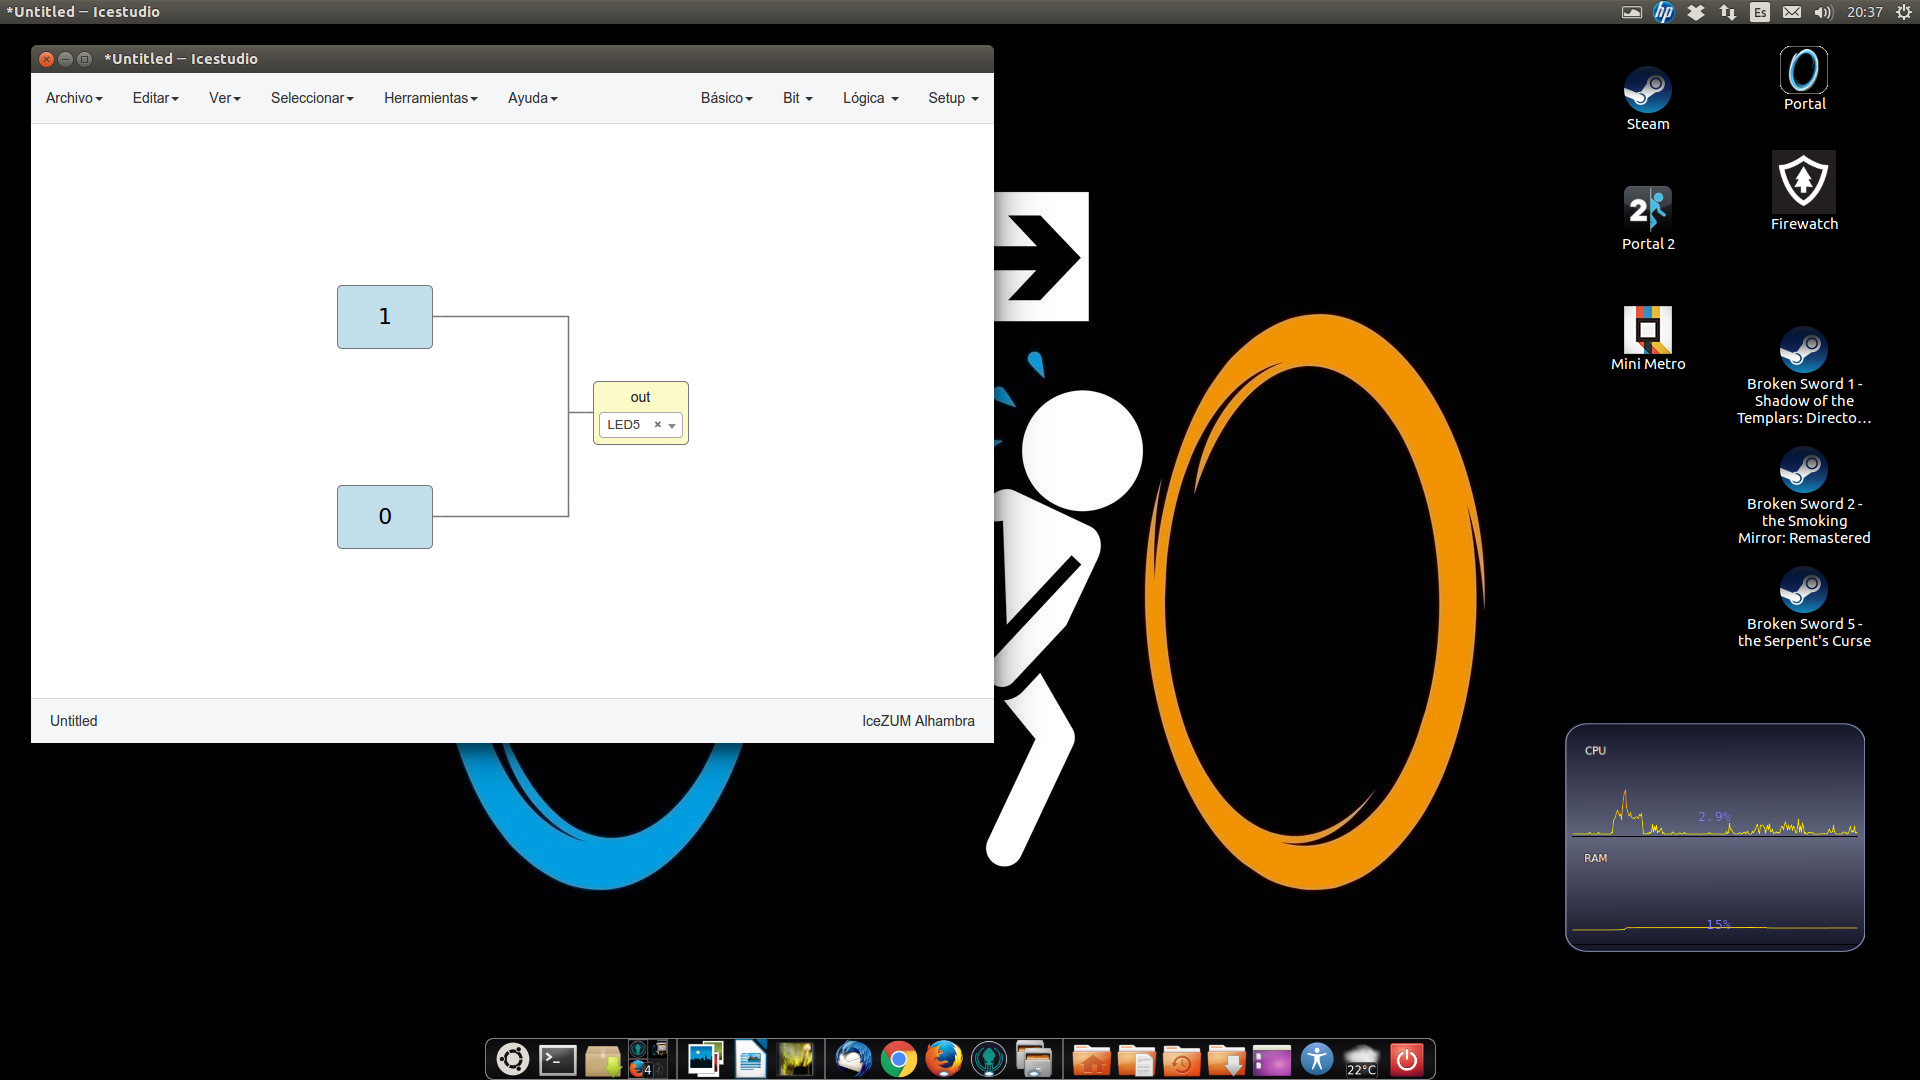 *Untitled — Icestudio
Es
20:37
*Untitled — Icestudio
Archivo Editar Ver Seleccionar Herramientas Ayuda Básico Bit Lógica Setup
1
out
LED5
0
Untitled
IceZUM Alhambra
Steam
Portal
2
Portal 2
Firewatch
Mini Metro
Broken Sword 1 -
Shadow of the
Templars: Directo...
Broken Sword 2 -
the Smoking
Mirror: Remastered
Broken Sword 5 -
the Serpent's Curse
CPU
2.9%
RAM
15%
hp
>_
4
22°C